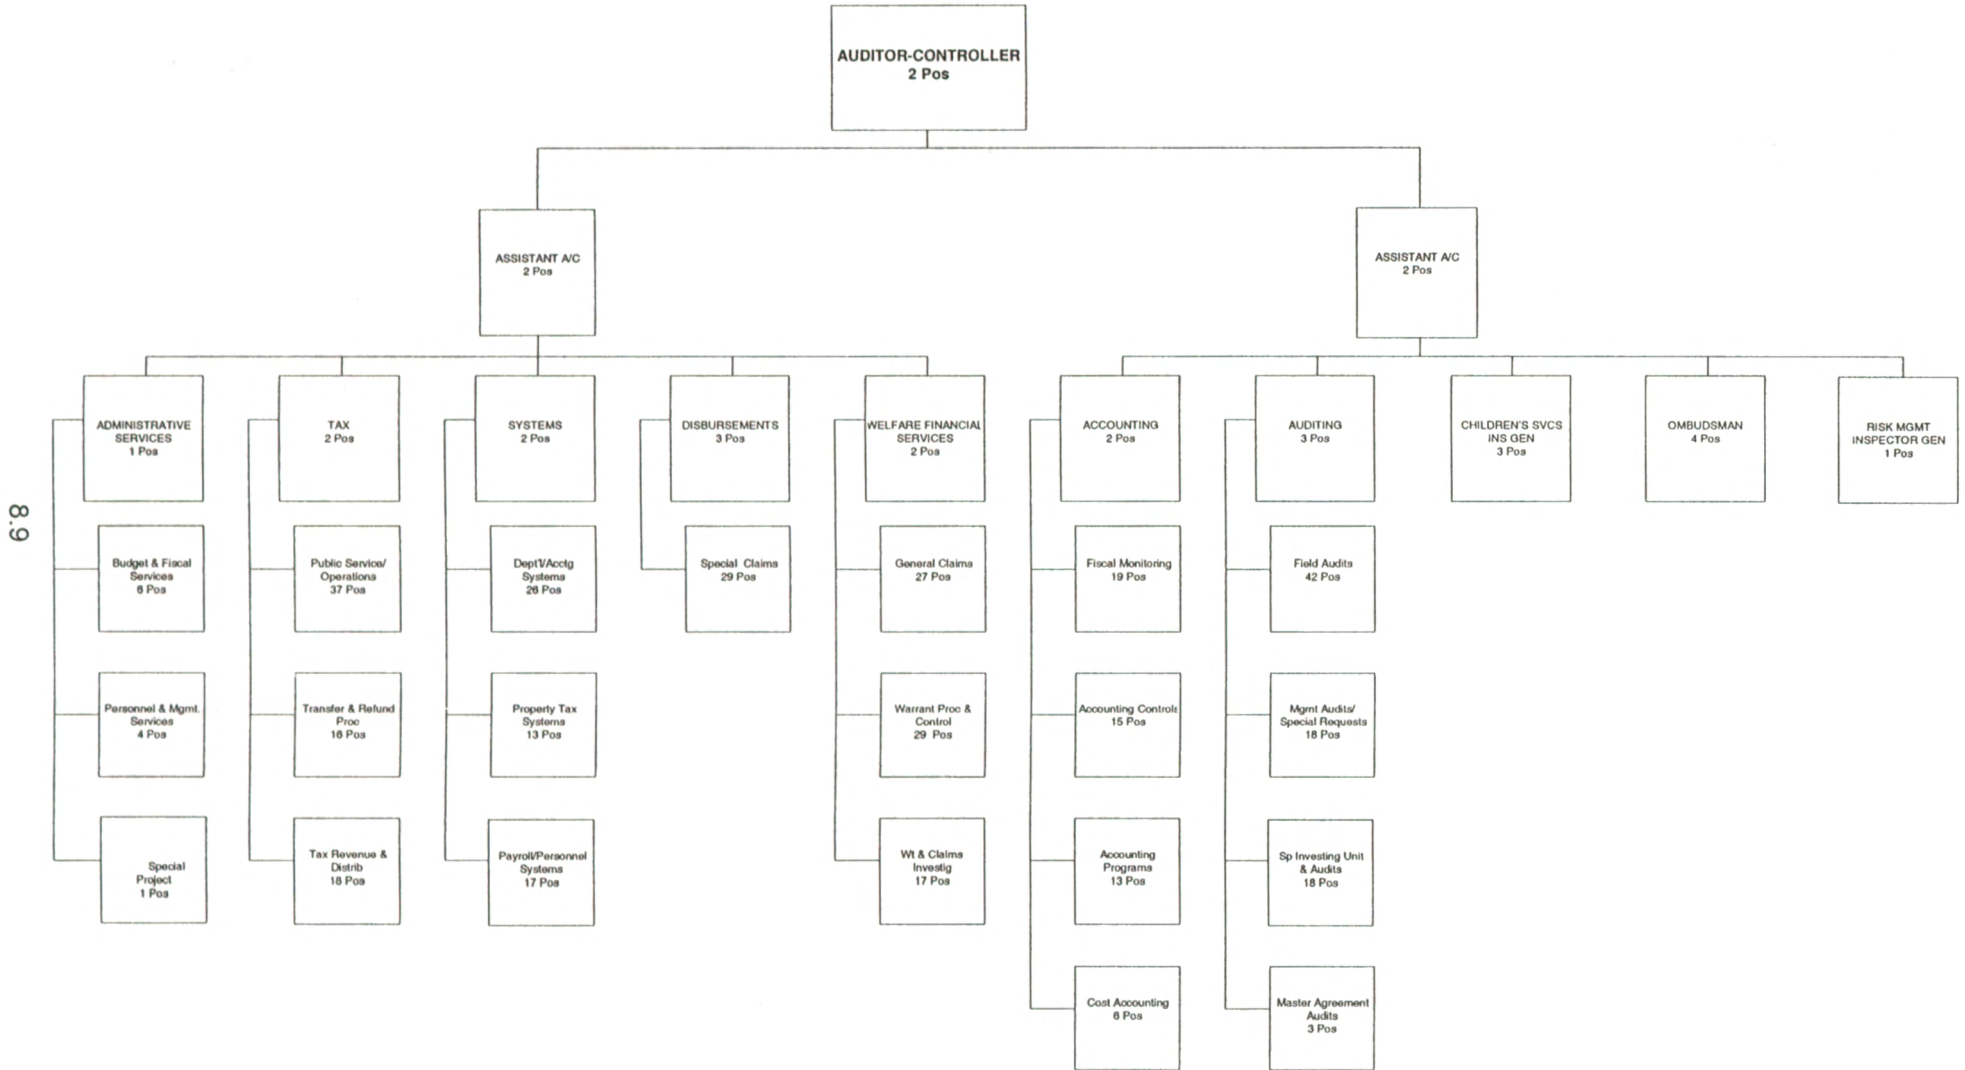 AUDITOR-CONTROLLER
2 Pos
ASSISTANT A/C
2 Pos
ASSISTANT A/C
2 Pos
ADMINISTRATIVE
SERVICES
1 Pos
TAX
2 Pos
SYSTEMS
2 Pos
DISBURSEMENTS
3 Pos
WELFARE FINANCIAL
SERVICES
2 Pos
ACCOUNTING
2 Pos
AUDITING
3 Pos
CHILDREN'S SVCS
INS GEN
3 Pos
OMBUDSMAN
4 Pos
RISK MGMT
INSPECTOR GEN
1 Pos
Budget & Fiscal
Services
6 Pos
Public Service/
Operations
37 Pos
Dept'l/Acctg
Systems
26 Pos
Special Claims
29 Pos
General Claims
27 Pos
Fiscal Monitoring
19 Pos
Field Audits
42 Pos
Personnel & Mgmt.
Services
4 Pos
Transfer & Refund
Proc
16 Pos
Property Tax
Systems
13 Pos
Warrant Proc &
Control
29 Pos
Accounting Controls
15 Pos
Mgmt Audits/
Special Requests
18 Pos
Special
Project
1 Pos
Tax Revenue &
Distrib
18 Pos
Payroll/Personnel
Systems
17 Pos
Wt & Claims
Investig
17 Pos
Accounting
Programs
13 Pos
Sp Investing Unit
& Audits
18 Pos
Cost Accounting
6 Pos
Master Agreement
Audits
3 Pos
8.9